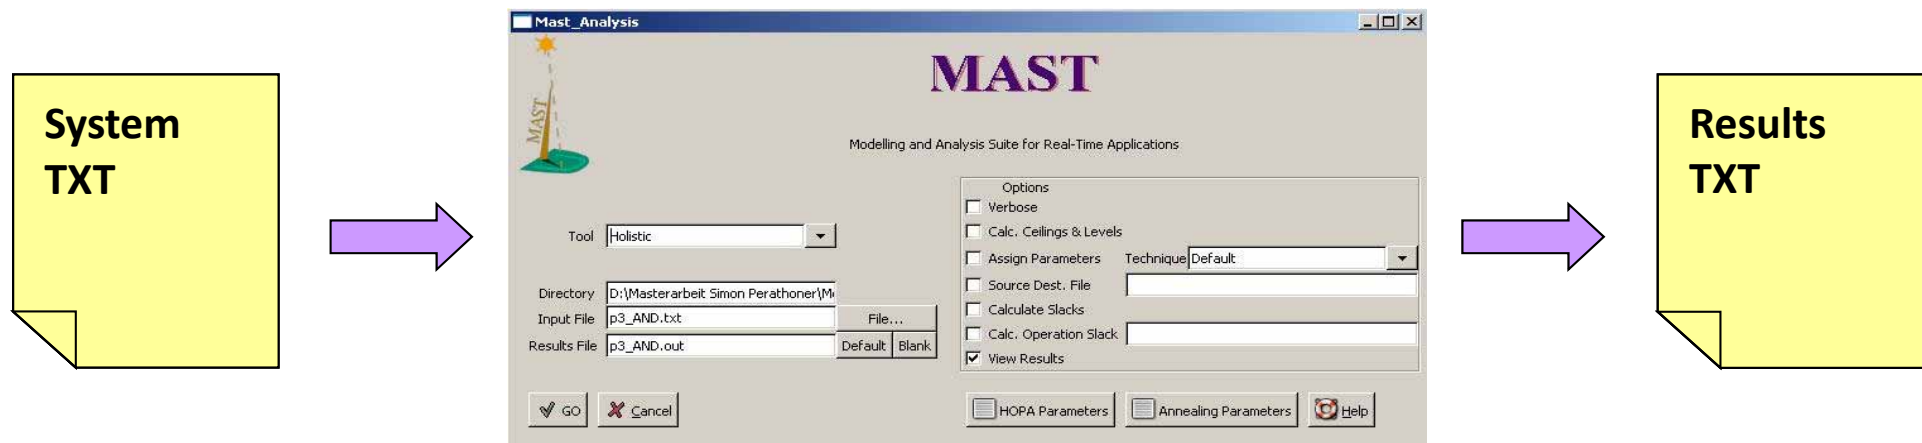 System
TXT
Mast_Analysis
MAST
MAST
Modelling and Analysis Suite for Real-Time Applications
Tool Holistic
Directory D:\Masterarbeit Simon Perathoner\M
Input File p3_AND.txt File...
Results File p3_AND.out Default Blank
Options
Verbose
Calc. Ceilings & Levels
Assign Parameters Technique Default
Source Dest. File
Calculate Slacks
Calc. Operation Slack
View Results
GO Cancel HOPA Parameters Annealing Parameters Help
Results
TXT